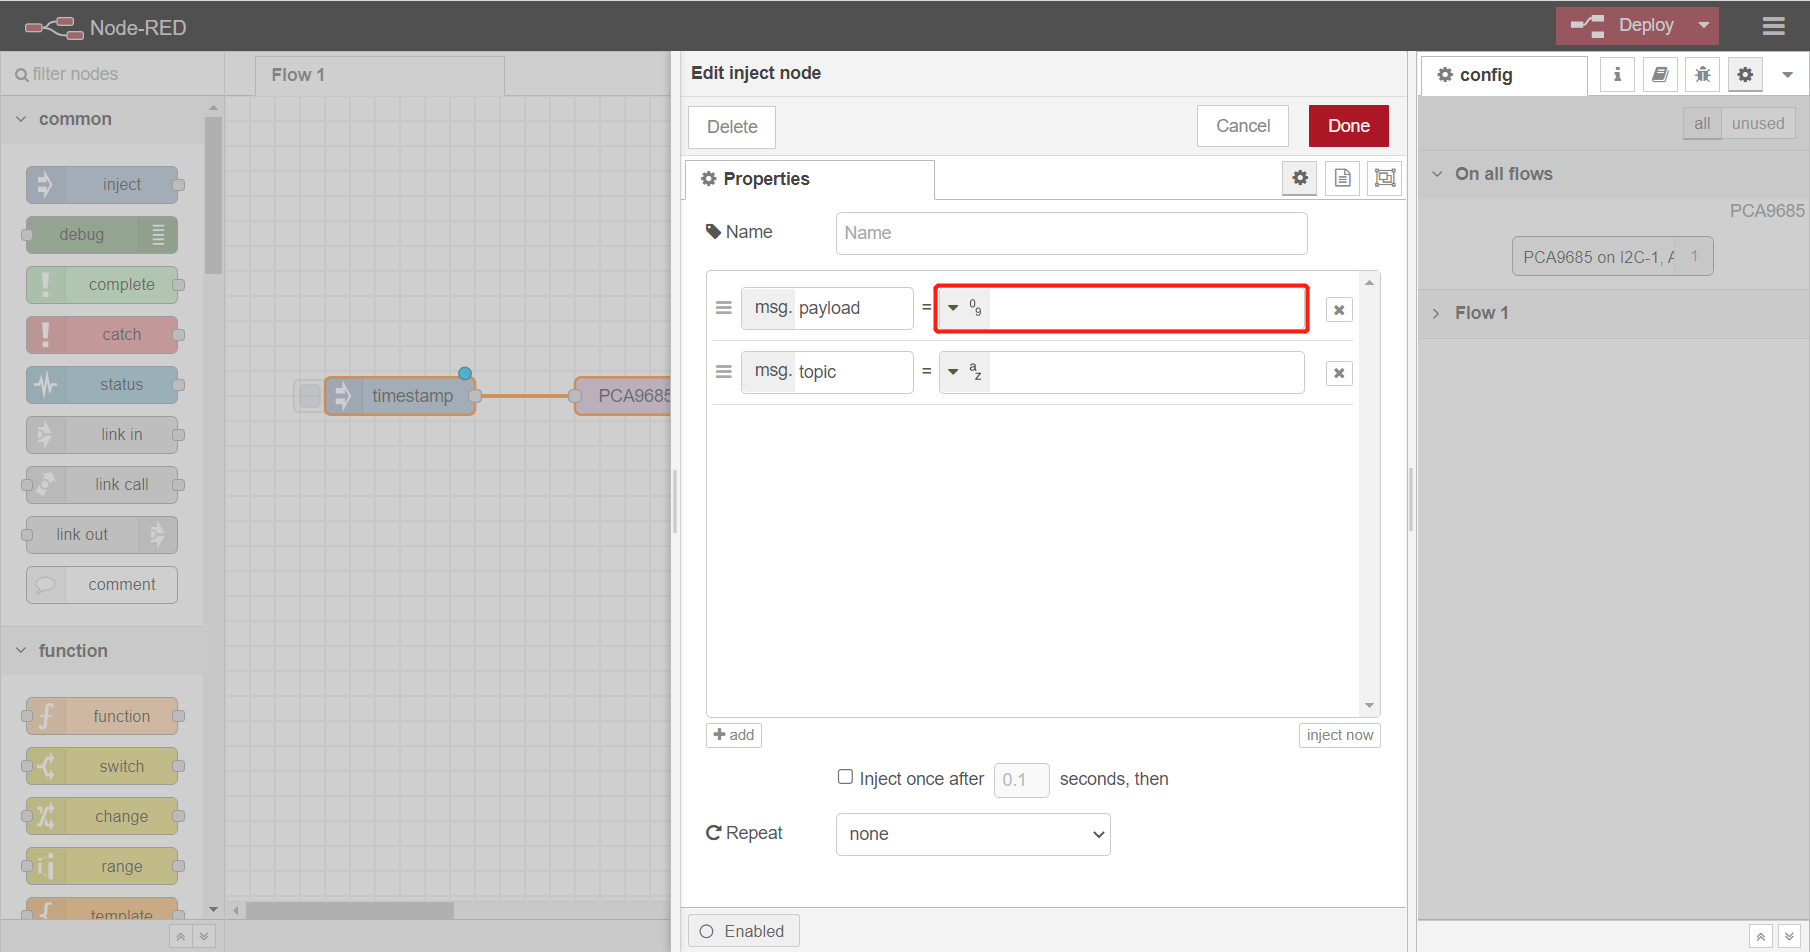 Node-RED
Deploy
filter nodes
Flow 1
common
inject
debug
complete
catch
status
link in
link call
link out
comment
function
function
switch
change
range
template
timestamp
PCA9685
Edit inject node
Delete
Cancel
Done
Properties
Name
Name
msg. payload
=
0
9
msg. topic
=
a
z
add
inject now
Inject once after
0.1
seconds, then
Repeat
none
Enabled
config
all
unused
On all flows
PCA9685
PCA9685 on I2C-1, A
1
Flow 1